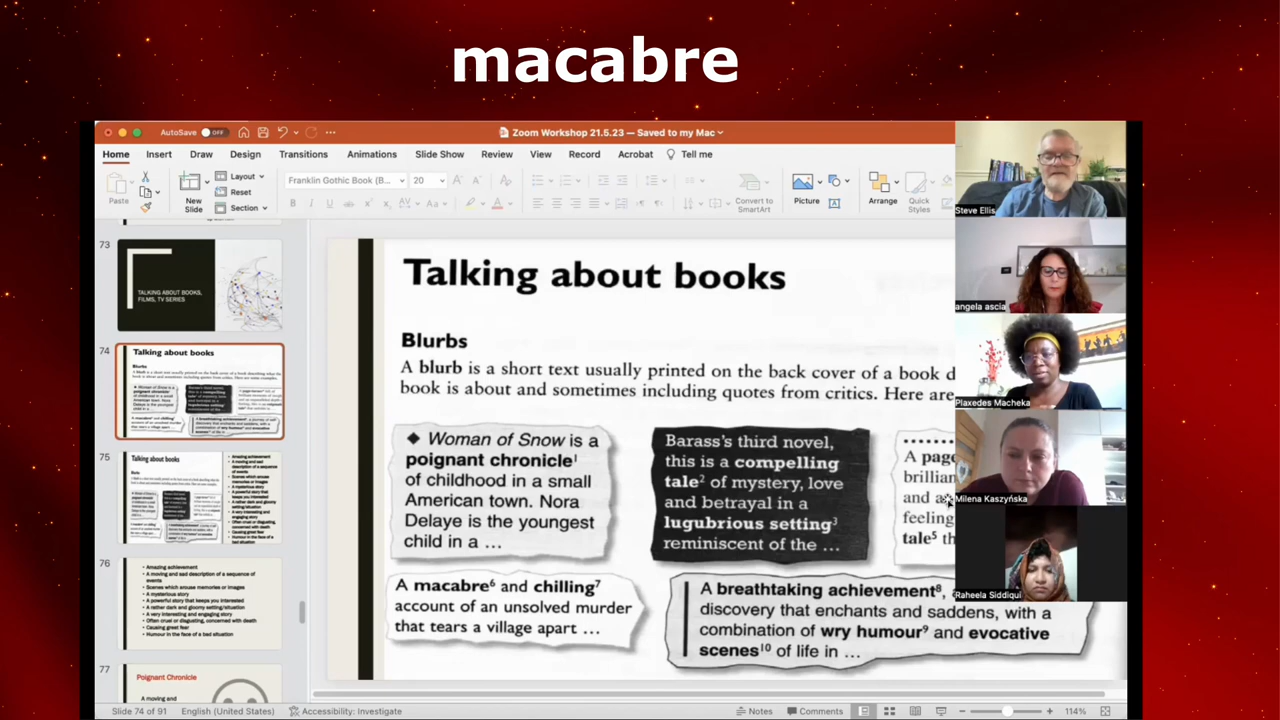 macabre
AutoSave OFF
Zoom Workshop 21.5.23 — Saved to my Mac
Home Insert Draw Design Transitions Animations Slide Show Review View Record Acrobat Tell me
Paste
New
Slide
Layout
Reset
Section
Franklin Gothic Book (B... 20
Convert to
SmartArt
Picture
Arrange
Quick
Styles
73
TALKING ABOUT BOOKS,
FILMS, TV SERIES
74
Talking about books
Blurbs
75
Talking about books
76
• Amazing achievement
• A moving and sad description of a sequence of
events
• Scenes which arouse memories or images
• A mysterious story
• A powerful story that keeps you interested
• A rather dark and gloomy setting/situation
• A very interesting and engaging story
• Often cruel or disgusting, concerned with death
• Causing great fear
• Humour in the face of a bad situation
77
Poignant Chronicle
A moving and
Talking about books
Blurbs
A blurb is a short text usually printed on the back cover of a book d
book is about and sometimes including quotes from critics. Here are
◆ Woman of Snow is a
poignant chronicle¹
of childhood in a small
American town. Nora
Delaye is the youngest
child in a ...
Barass's third novel,
this is a compelling
tale² of mystery, love
and betrayal in a
lugubrious setting³
reminiscent of the ...
A page
brillian
and as
feeling
tale⁵ th
A macabre⁶ and chilling⁷
account of an unsolved murder
that tears a village apart ...
A breathtaking achievement⁸,
discovery that enchants and saddens, with a
combination of wry humour⁹ and evocative
scenes¹⁰ of life in ...
Steve Ellis
angela ascia
Plaxedes Macheka
Milena Kaszyńska
Raheela Siddiqui
Slide 74 of 91 English (United States) Accessibility: Investigate Notes Comments 114%